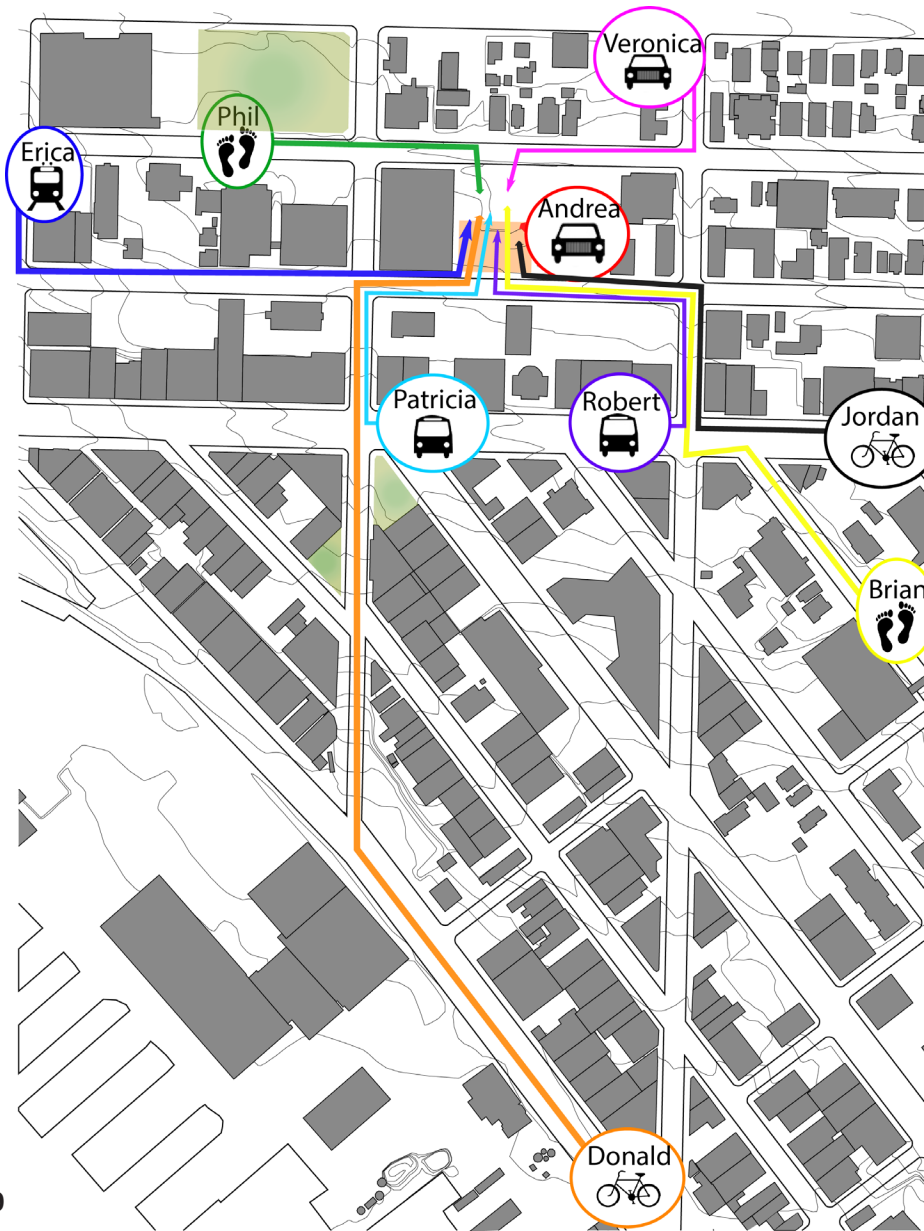 Veronica
Phil
Erica
Andrea
Patricia
Robert
Jordan
Brian
Donald